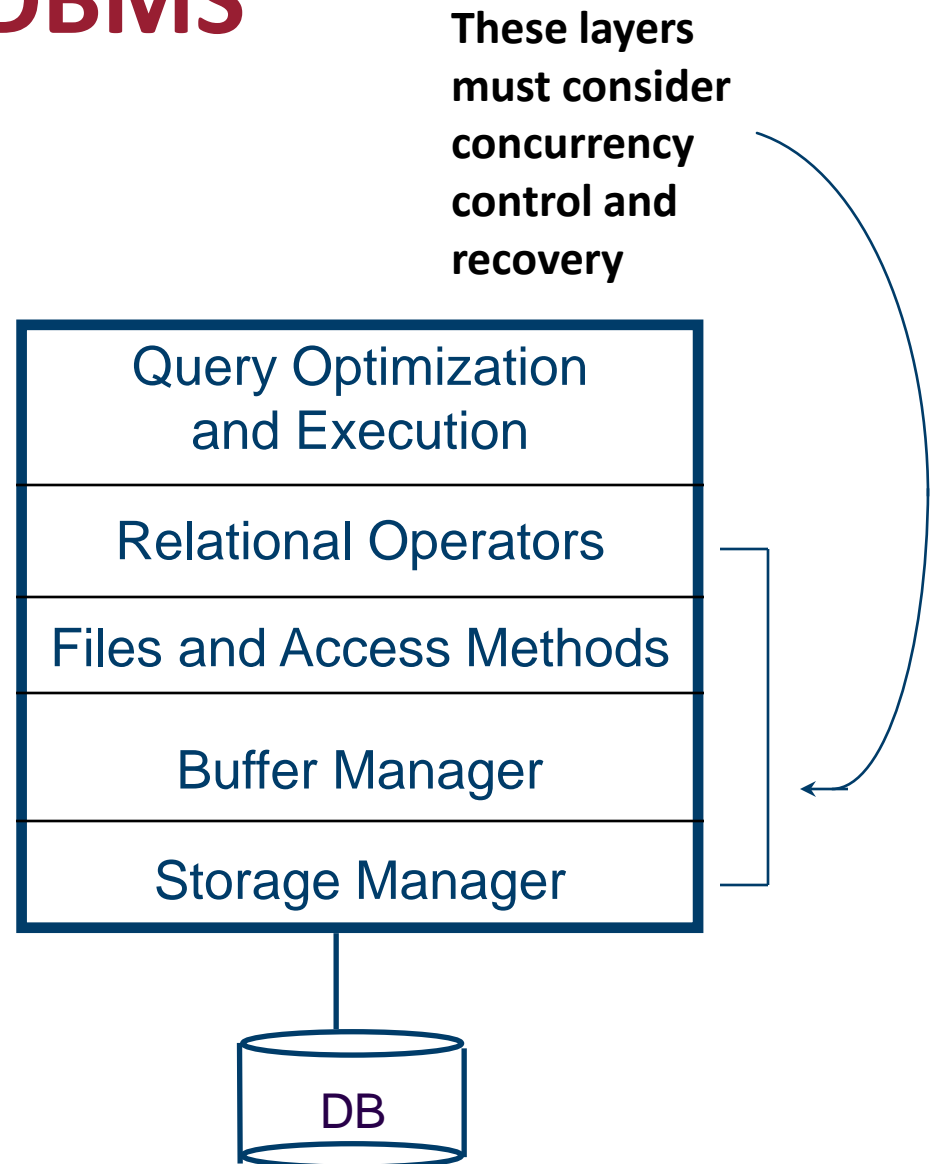 DBMS
These layers
must consider
concurrency
control and
recovery
Query Optimization
and Execution
Relational Operators
Files and Access Methods
Buffer Manager
Storage Manager
DB